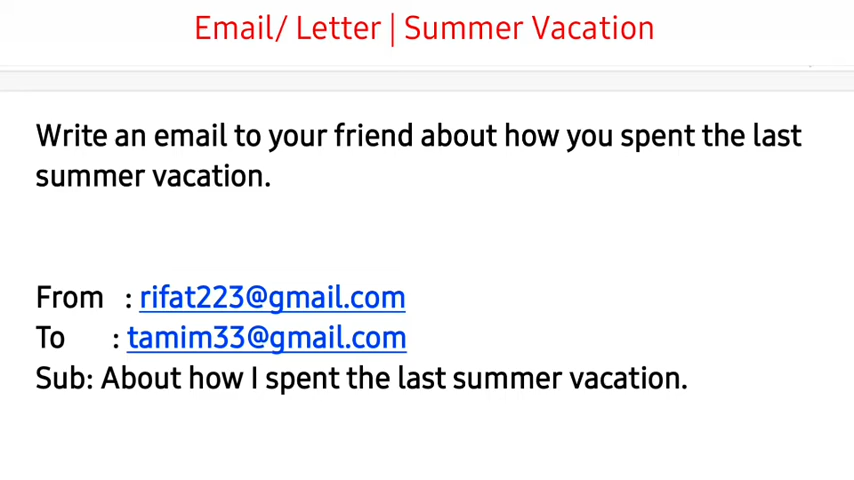 Email/ Letter | Summer Vacation
Write an email to your friend about how you spent the last
summer vacation.
From : rifat223@gmail.com
To : tamim33@gmail.com
Sub: About how I spent the last summer vacation.